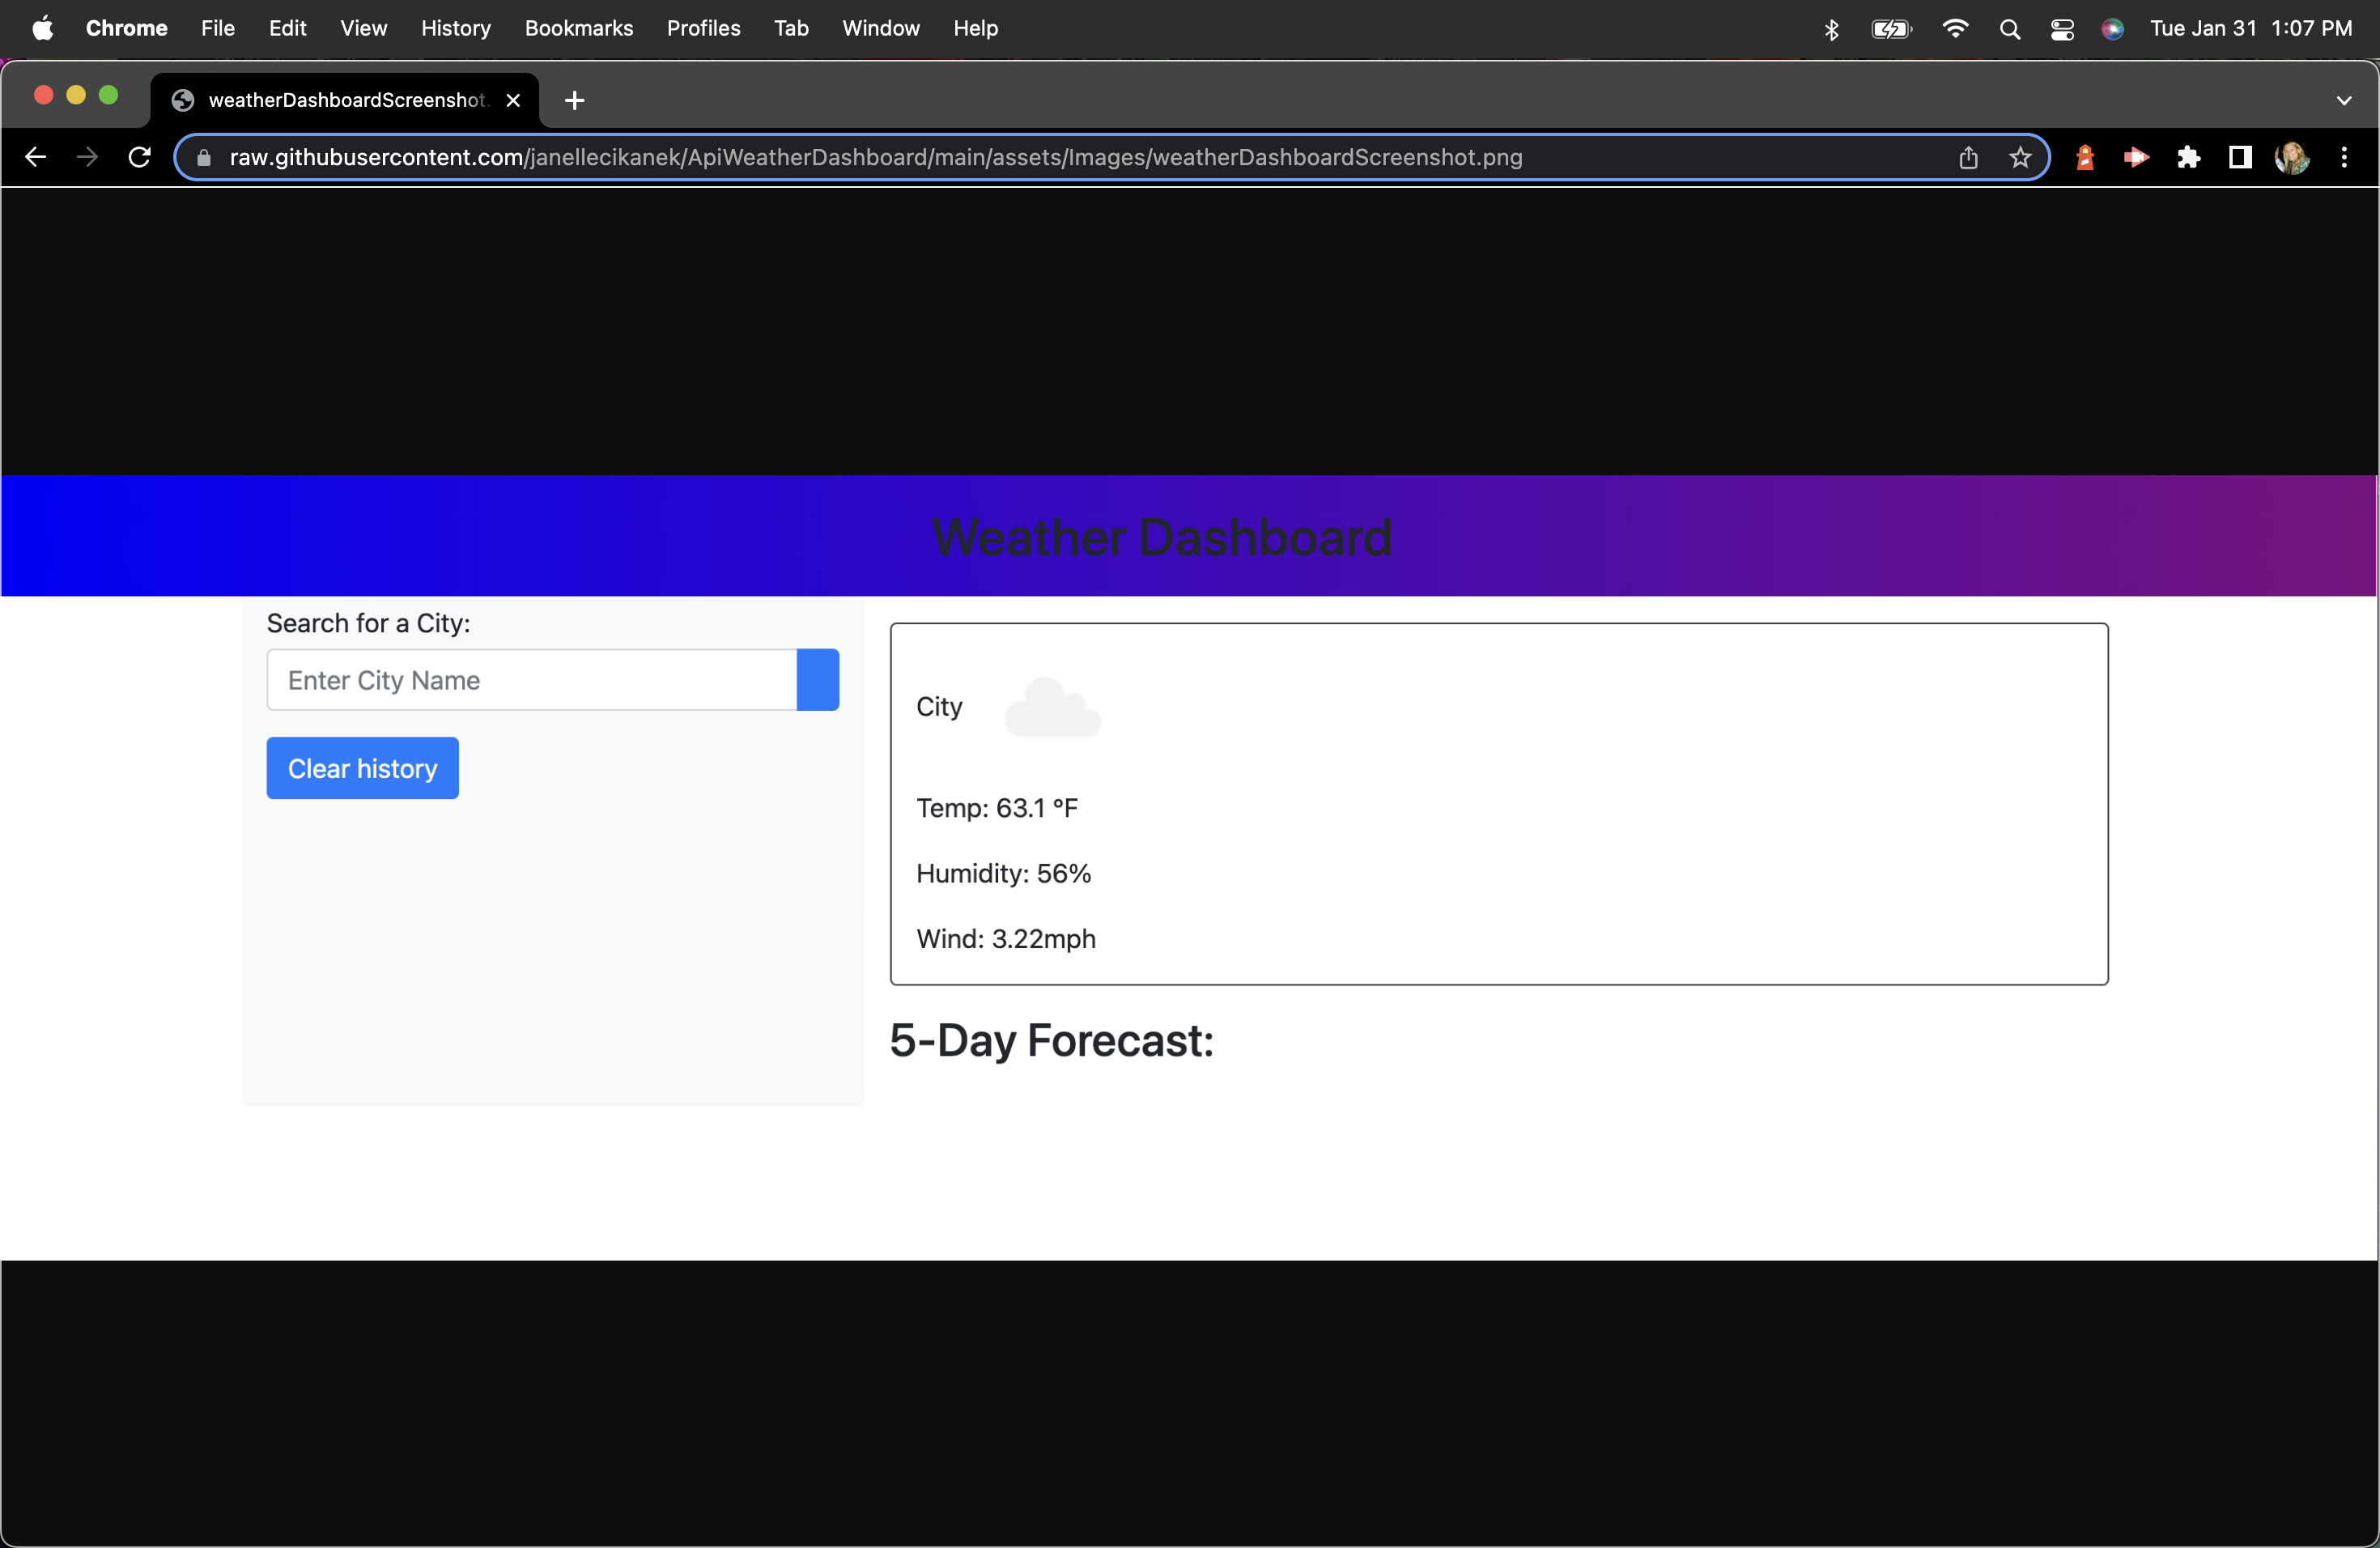 Chrome File Edit View History Bookmarks Profiles Tab Window Help Tue Jan 31 1:07 PM
weatherDashboardScreenshot.
raw.githubusercontent.com/janellecikanek/ApiWeatherDashboard/main/assets/Images/weatherDashboardScreenshot.png
Weather Dashboard
Search for a City:
Enter City Name
Clear history
City
Temp: 63.1 °F
Humidity: 56%
Wind: 3.22mph
5-Day Forecast: